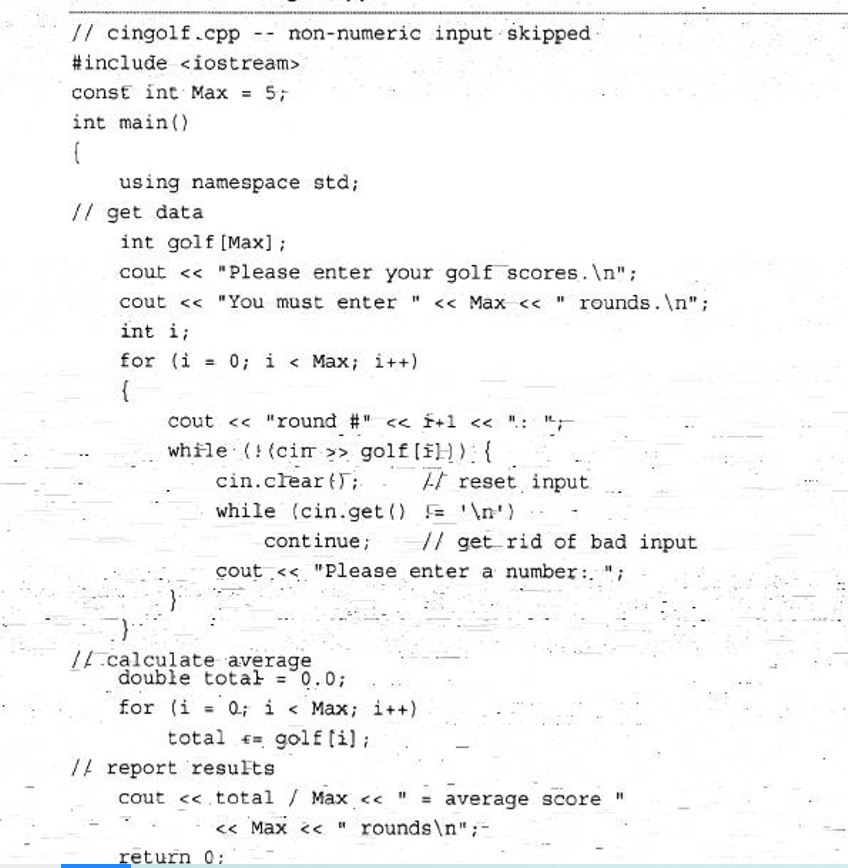 // cingolf.cpp -- non-numeric input skipped
#include <iostream>
const int Max = 5;
int main()
{
    using namespace std;
// get data
    int golf[Max];
    cout << "Please enter your golf scores.\n";
    cout << "You must enter " << Max << " rounds.\n";
    int i;
    for (i = 0; i < Max; i++)
    {
        cout << "round #" << i+1 << ": ";
        while (!(cin >> golf[i])) {
            cin.clear();     // reset input
            while (cin.get() != '\n')
                continue;    // get rid of bad input
            cout << "Please enter a number: ";
        }
    }
// calculate average
    double total = 0.0;
    for (i = 0; i < Max; i++)
        total += golf[i];
// report results
    cout << total / Max << " = average score "
            << Max << " rounds\n";
    return 0;